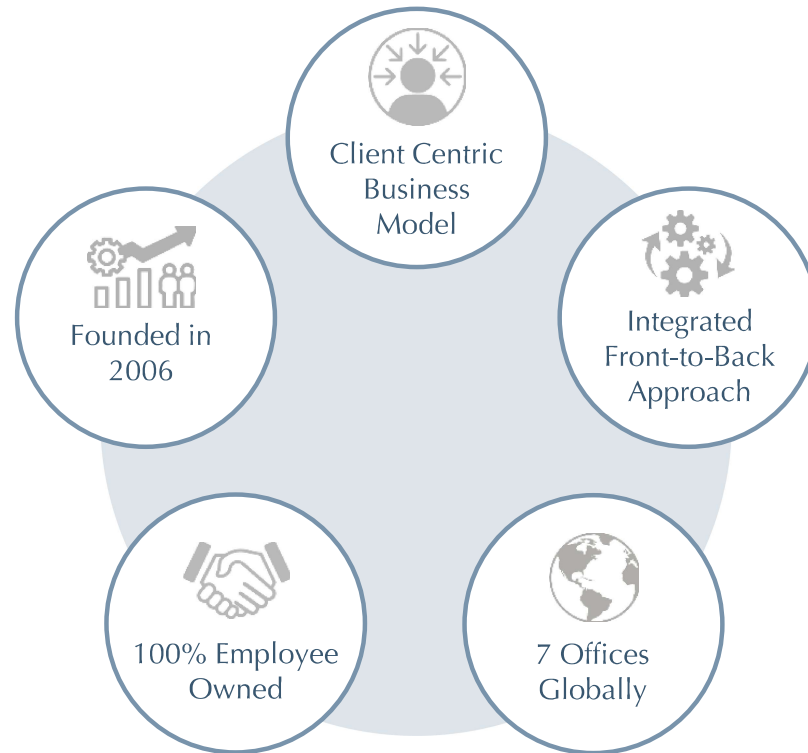 Client Centric
Business
Model
Founded in
2006
Integrated
Front-to-Back
Approach
100% Employee
Owned
7 Offices
Globally